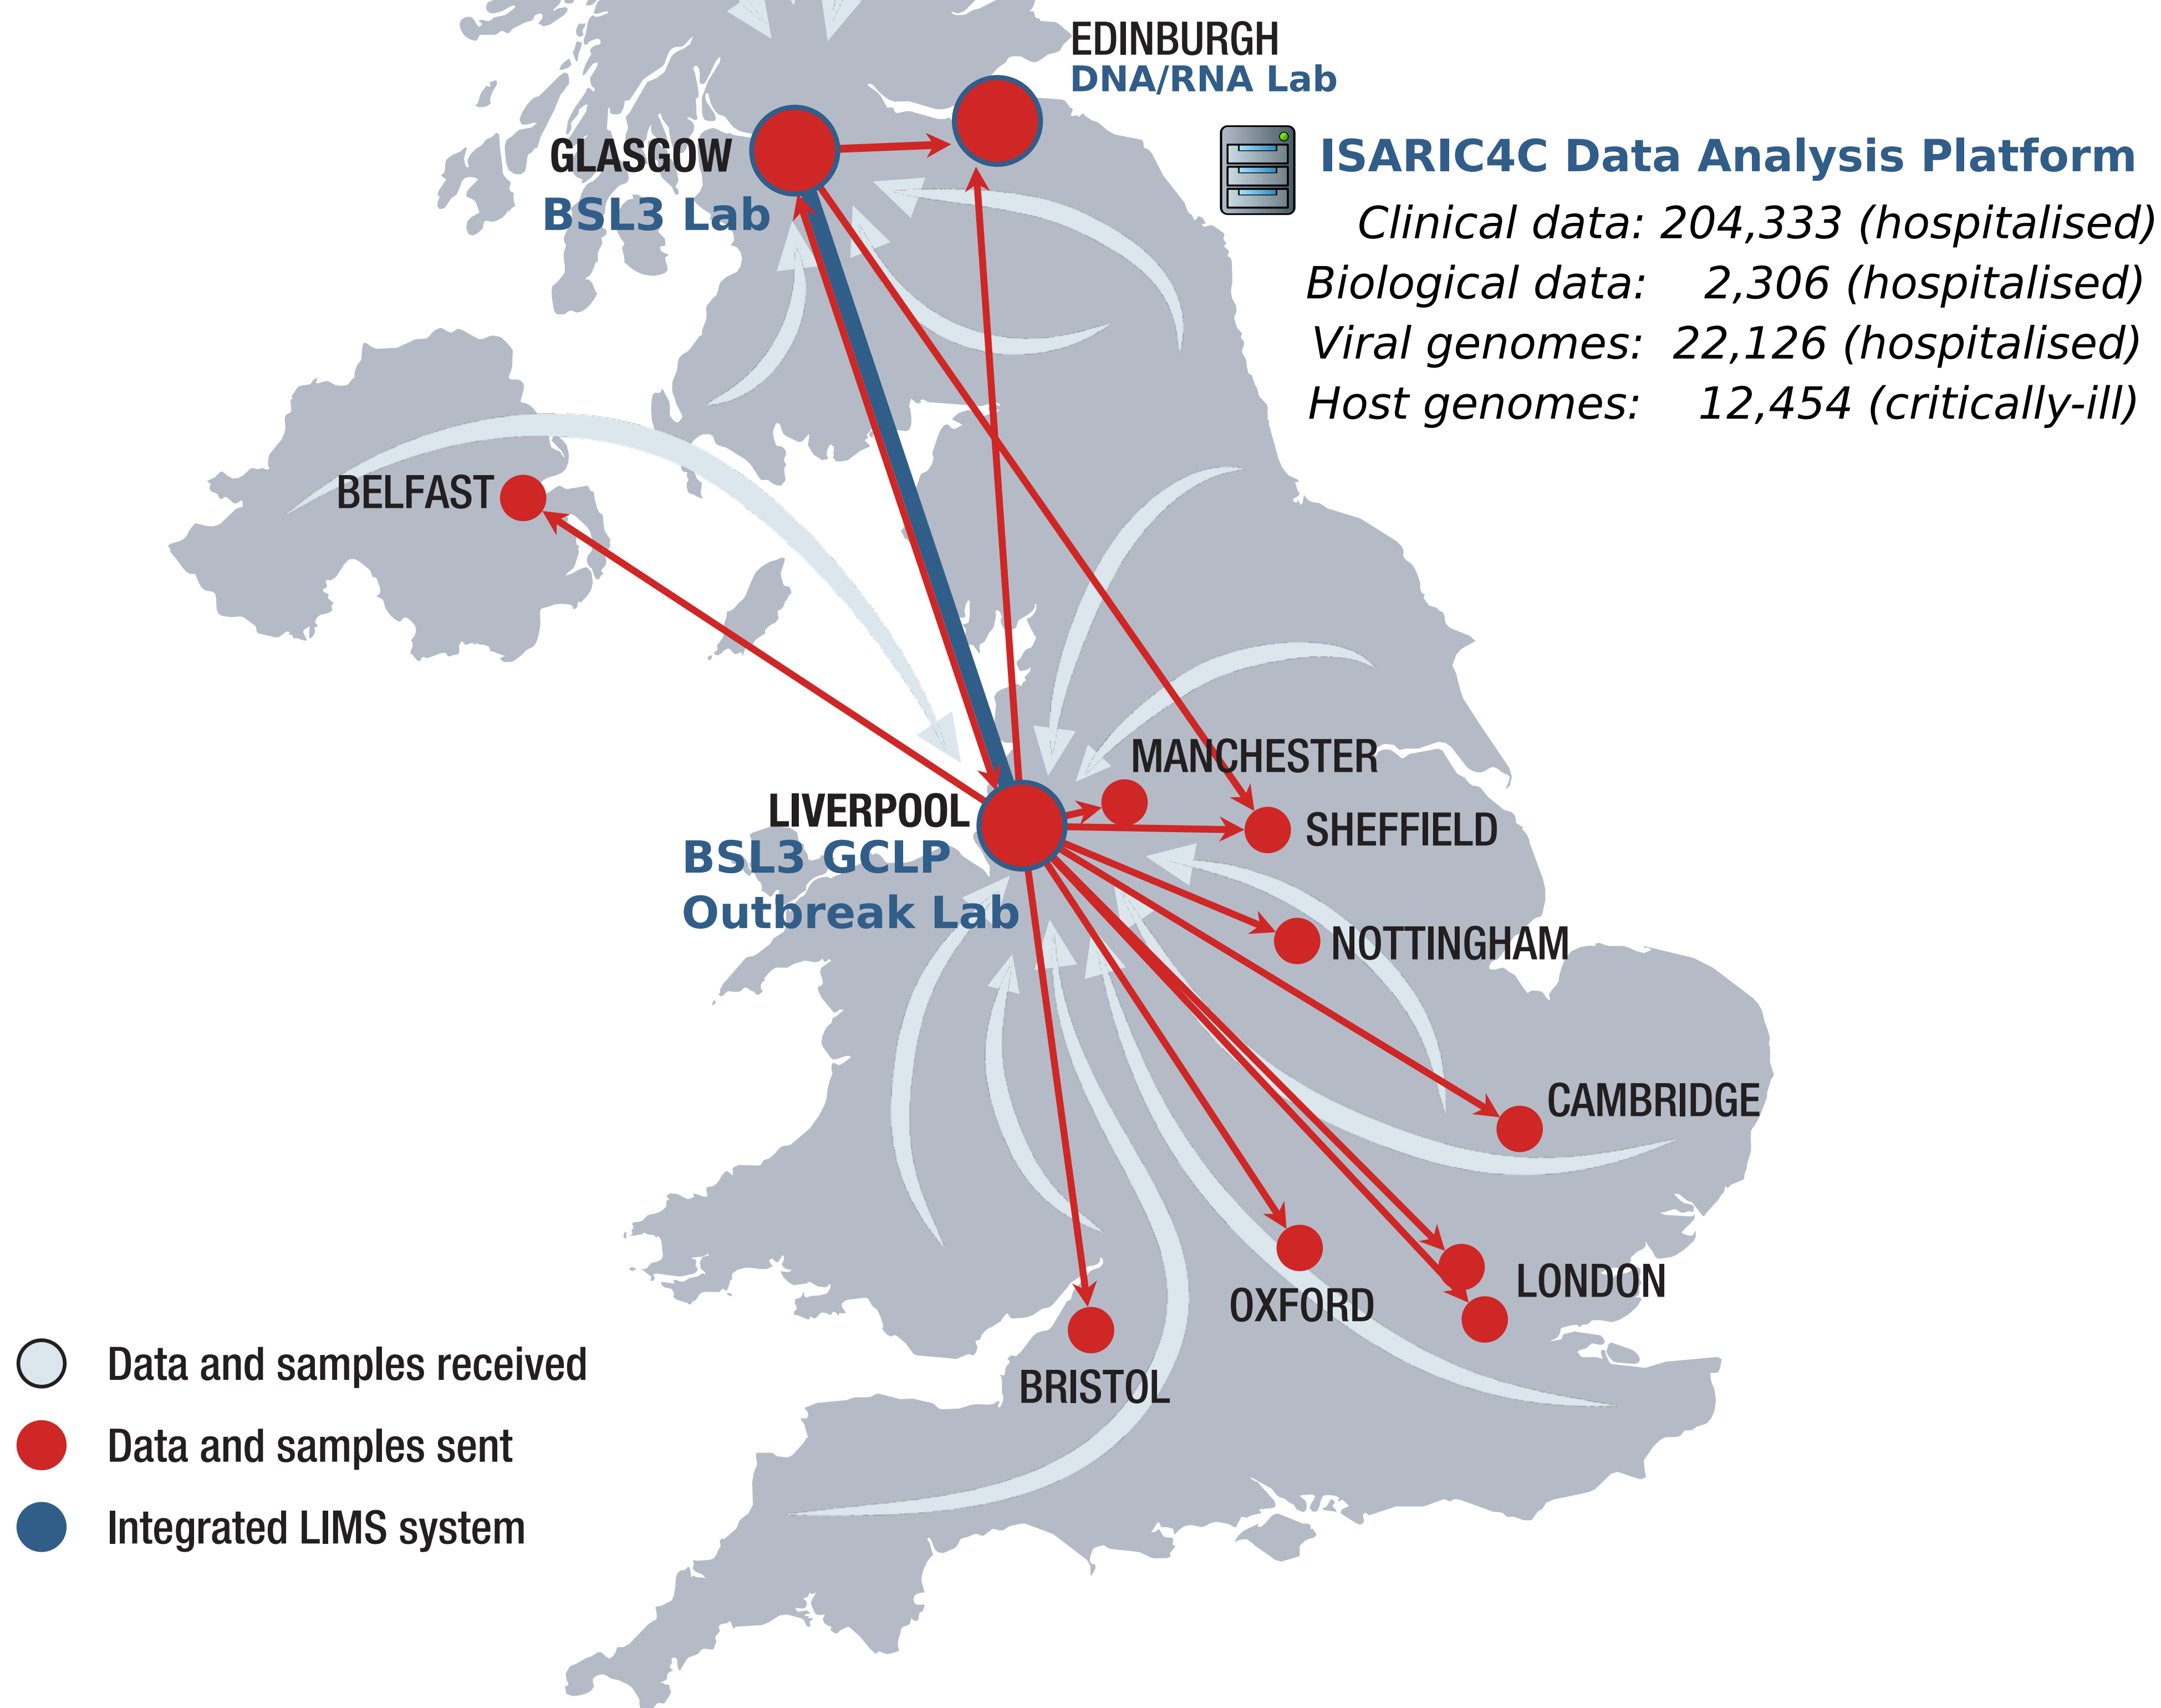 EDINBURGH
DNA/RNA Lab
GLASGOW
BSL3 Lab
ISARIC4C Data Analysis Platform
Clinical data: 204,333 (hospitalised)
Biological data: 2,306 (hospitalised)
Viral genomes: 22,126 (hospitalised)
Host genomes: 12,454 (critically-ill)
BELFAST
MANCHESTER
LIVERPOOL
BSL3 GCLP
Outbreak Lab
SHEFFIELD
NOTTINGHAM
CAMBRIDGE
LONDON
OXFORD
BRISTOL
Data and samples received
Data and samples sent
Integrated LIMS system